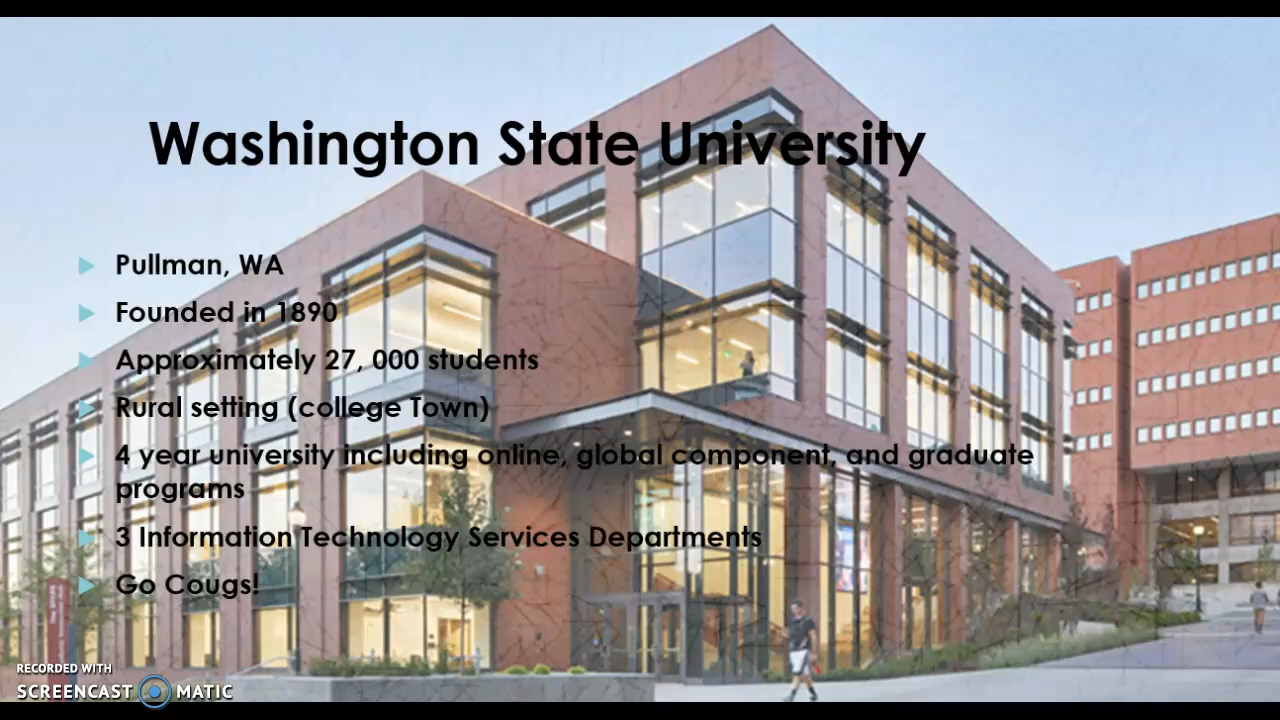 Washington State University
Pullman, WA
Founded in 1890
Approximately 27, 000 students
Rural setting (college Town)
4 year university including online, global component, and graduate
programs
3 Information Technology Services Departments
Go Cougs!
RECORDED WITH
SCREENCAST MATIC